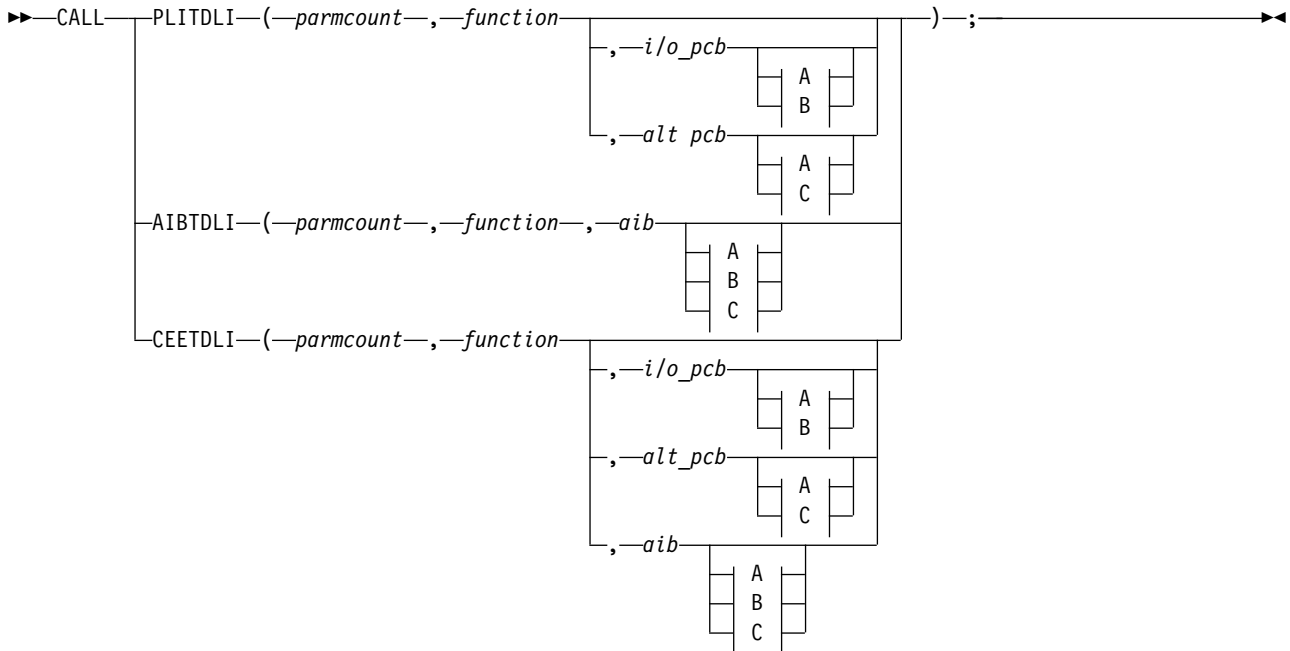 CALL PLITDLI ( parmcount , function ) ;
, i/o_pcb
A
B
, alt pcb
A
C
AIBTDLI ( parmcount , function , aib
A
B
C
CEETDLI ( parmcount , function
, i/o_pcb
A
B
, alt_pcb
A
C
, aib
A
B
C